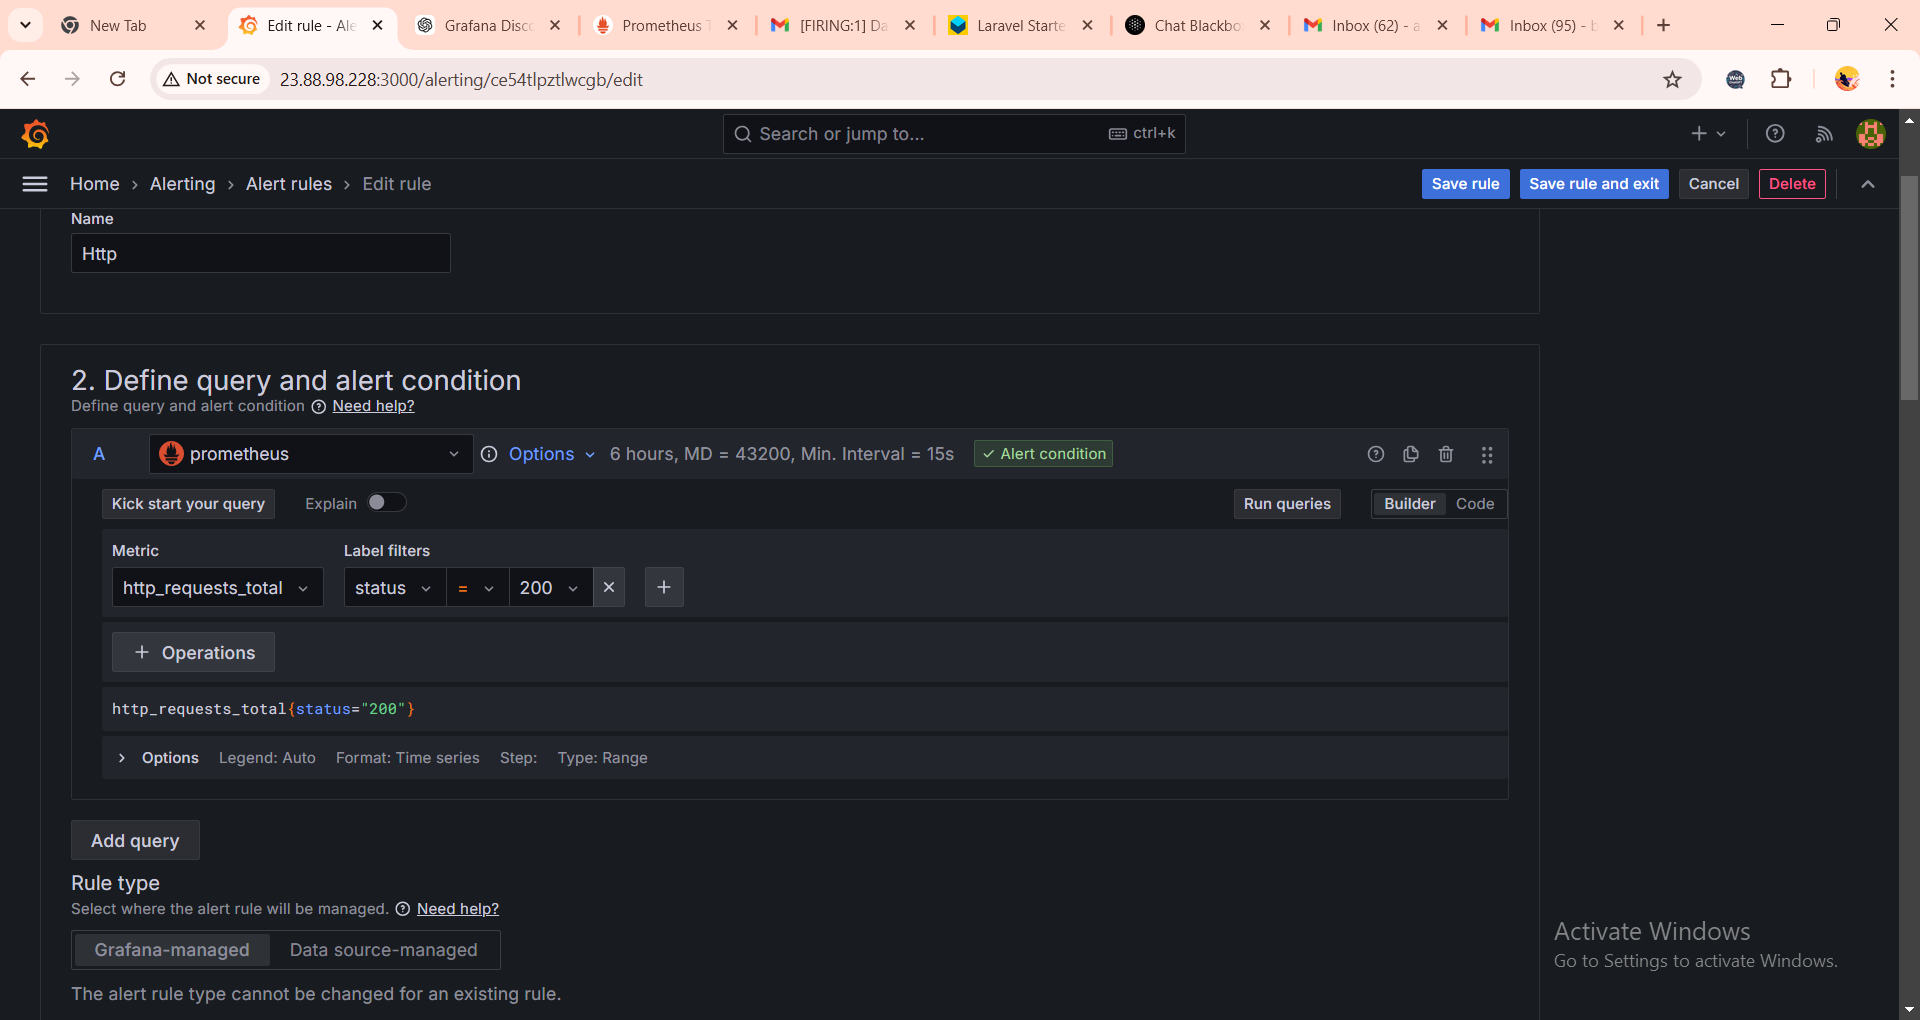 New Tab
Edit rule - Ale
Grafana Disc
Prometheus T
[FIRING:1] Da
Laravel Starte
Chat Blackbo
Inbox (62) - a
Inbox (95) - b
Not secure
23.88.98.228:3000/alerting/ce54tlpztlwcgb/edit
Search or jump to...
ctrl+k
Home › Alerting › Alert rules › Edit rule
Save rule
Save rule and exit
Cancel
Delete
Name
Http
2. Define query and alert condition
Define query and alert condition Need help?
A
prometheus
Options
6 hours, MD = 43200, Min. Interval = 15s
Alert condition
Kick start your query
Explain
Run queries
Builder
Code
Metric
Label filters
http_requests_total
status
=
200
+
+ Operations
http_requests_total{status="200"}
Options Legend: Auto Format: Time series Step: Type: Range
Add query
Rule type
Select where the alert rule will be managed. Need help?
Grafana-managed
Data source-managed
The alert rule type cannot be changed for an existing rule.
Activate Windows
Go to Settings to activate Windows.